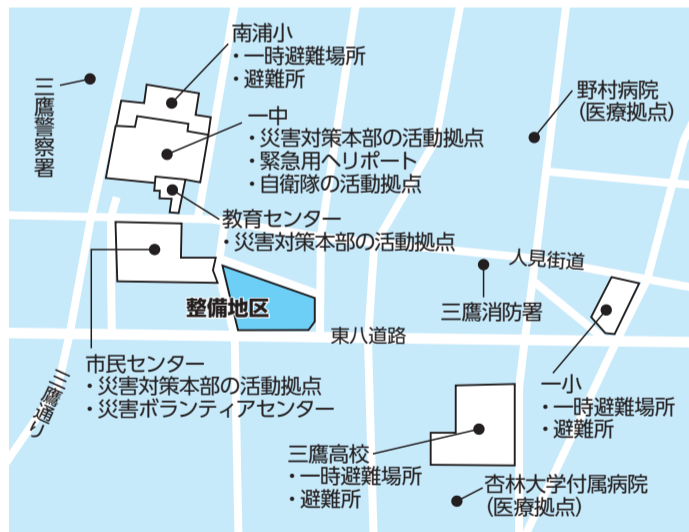 南浦小
・一時避難場所
・避難所
三鷹警察署
一中
・災害対策本部の活動拠点
・緊急用ヘリポート
・自衛隊の活動拠点
野村病院
(医療拠点)
教育センター
・災害対策本部の活動拠点
人見街道
整備地区
三鷹消防署
東八道路
市民センター
・災害対策本部の活動拠点
・災害ボランティアセンター
三鷹通り
一小
・一時避難場所
・避難所
三鷹高校
・一時避難場所
・避難所
杏林大学付属病院
(医療拠点)